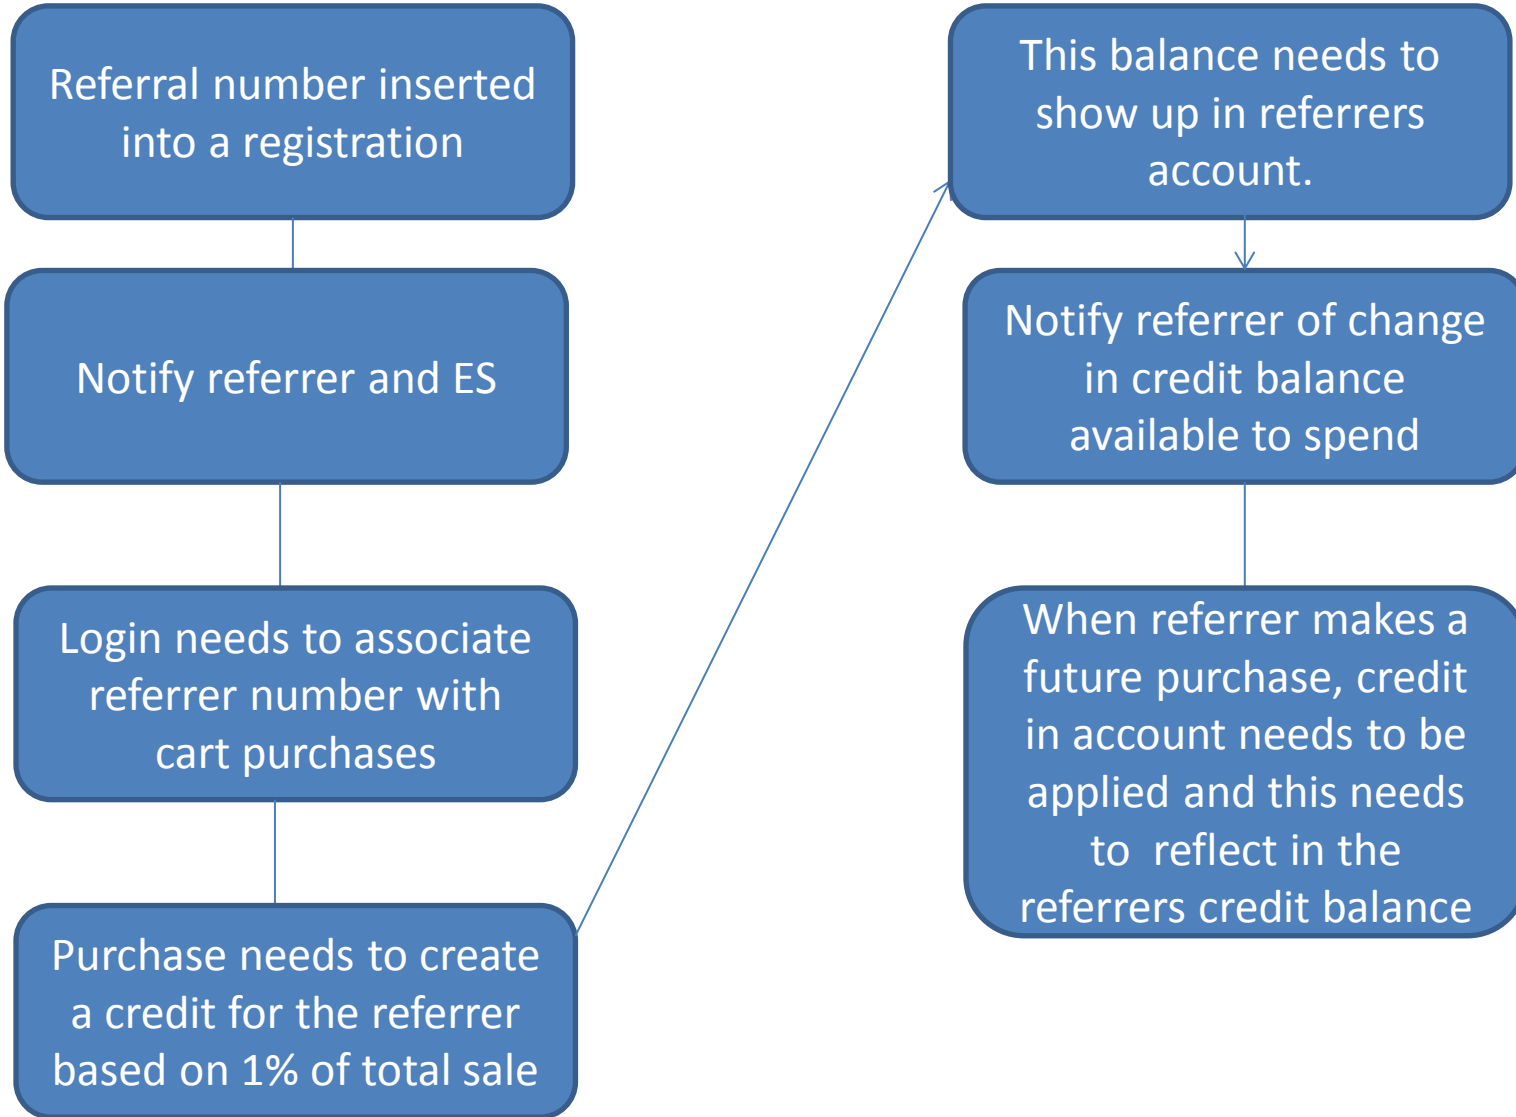 Referral number inserted
into a registration
Notify referrer and ES
Login needs to associate
referrer number with
cart purchases
Purchase needs to create
a credit for the referrer
based on 1% of total sale
This balance needs to
show up in referrers
account.
Notify referrer of change
in credit balance
available to spend
When referrer makes a
future purchase, credit
in account needs to be
applied and this needs
to  reflect in the
referrers credit balance